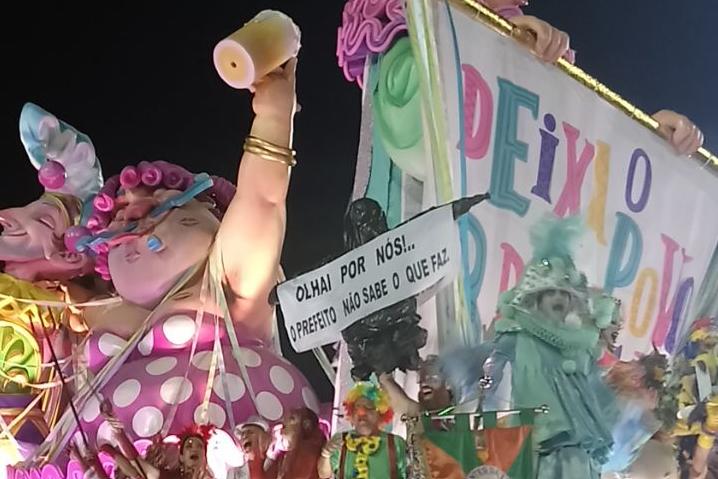 DEIXA O
POVO
OLHAI POR NÓS!..
O PREFEITO NÃO SABE O QUE FAZ.